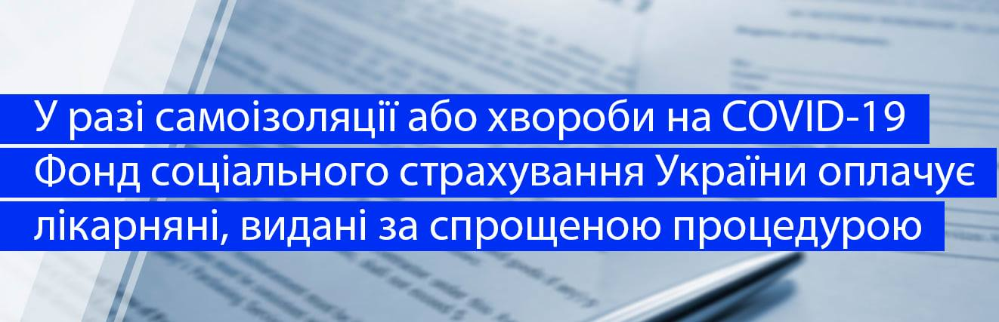 У разі самоізоляції або хвороби на COVID-19
Фонд соціального страхування України оплачує
лікарняні, видані за спрощеною процедурою